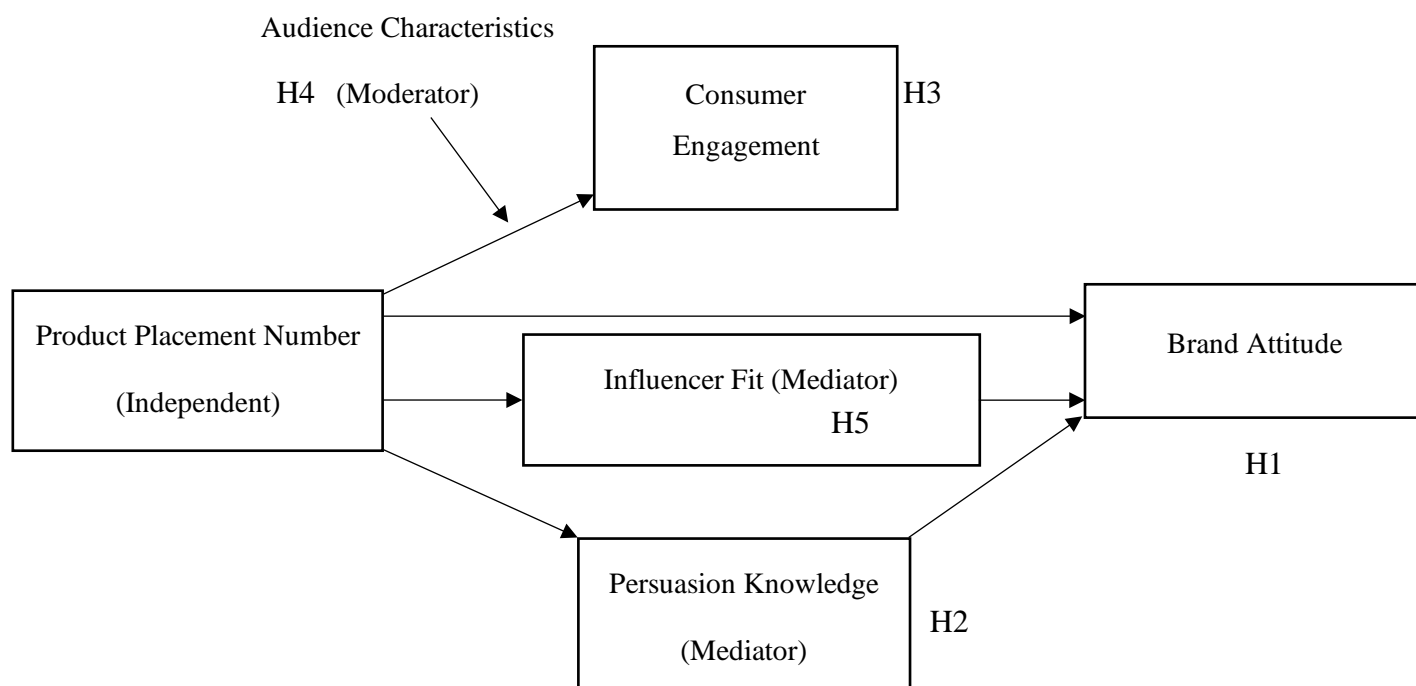 Audience Characteristics
H4 (Moderator)
Consumer
Engagement
H3
Product Placement Number
(Independent)
Influencer Fit (Mediator)
H5
Brand Attitude
H1
Persuasion Knowledge
(Mediator)
H2